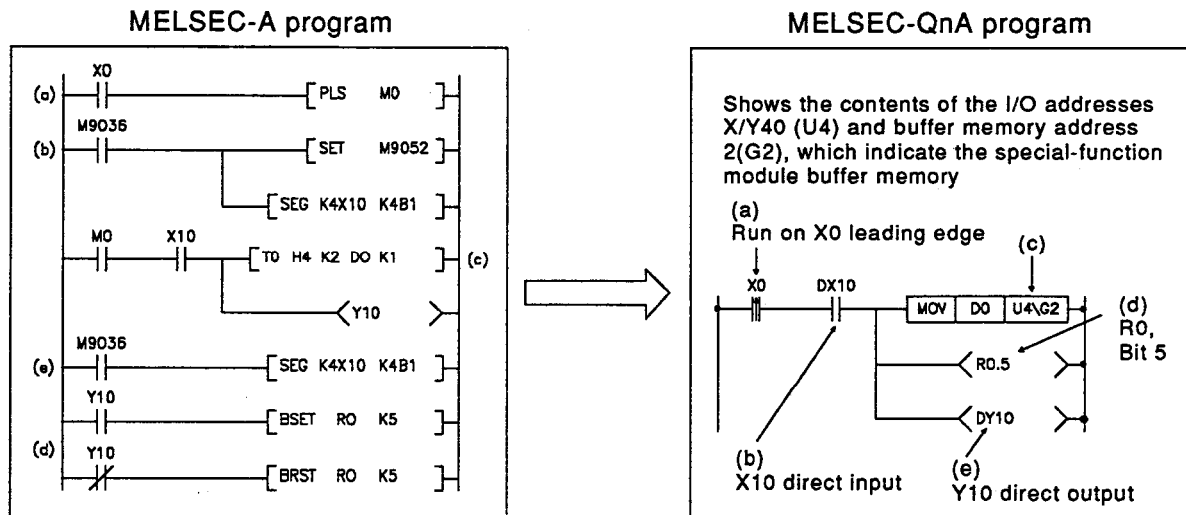 MELSEC-A program
X0
(a)
[PLS M0]
M9036
(b)
[SET M9052]
[SEG K4X10 K4B1]
M0 X10
[TO H4 K2 D0 K1]
(c)
Y10
M9036
(e)
[SEG K4X10 K4B1]
Y10
[BSET R0 K5]
(d)
Y10
[BRST R0 K5]
MELSEC-QnA program
Shows the contents of the I/O addresses
X/Y40 (U4) and buffer memory address
2(G2), which indicate the special-function
module buffer memory
(a)
Run on X0 leading edge
(c)
X0 DX10
MOV D0 U4\G2
(d)
R0,
Bit 5
R0.5
DY10
(b)
X10 direct input
(e)
Y10 direct output